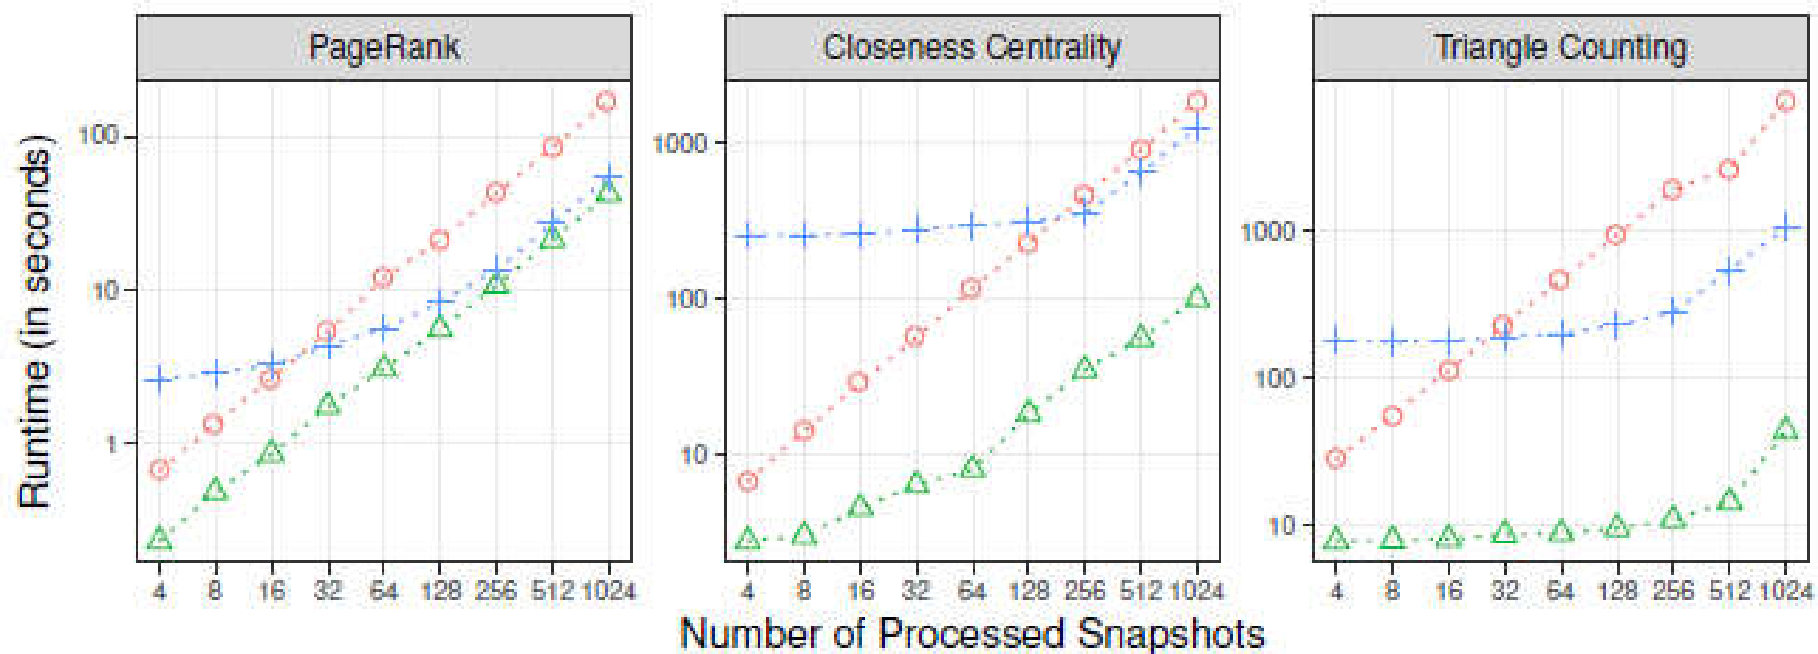 PageRank
Closeness Centrality
Triangle Counting
Runtime (in seconds)
100
10
1
1000
100
10
1000
100
10
4 8 16 32 64 128 256 512 1024
4 8 16 32 64 128 256 512 1024
4 8 16 32 64 128 256 512 1024
Number of Processed Snapshots